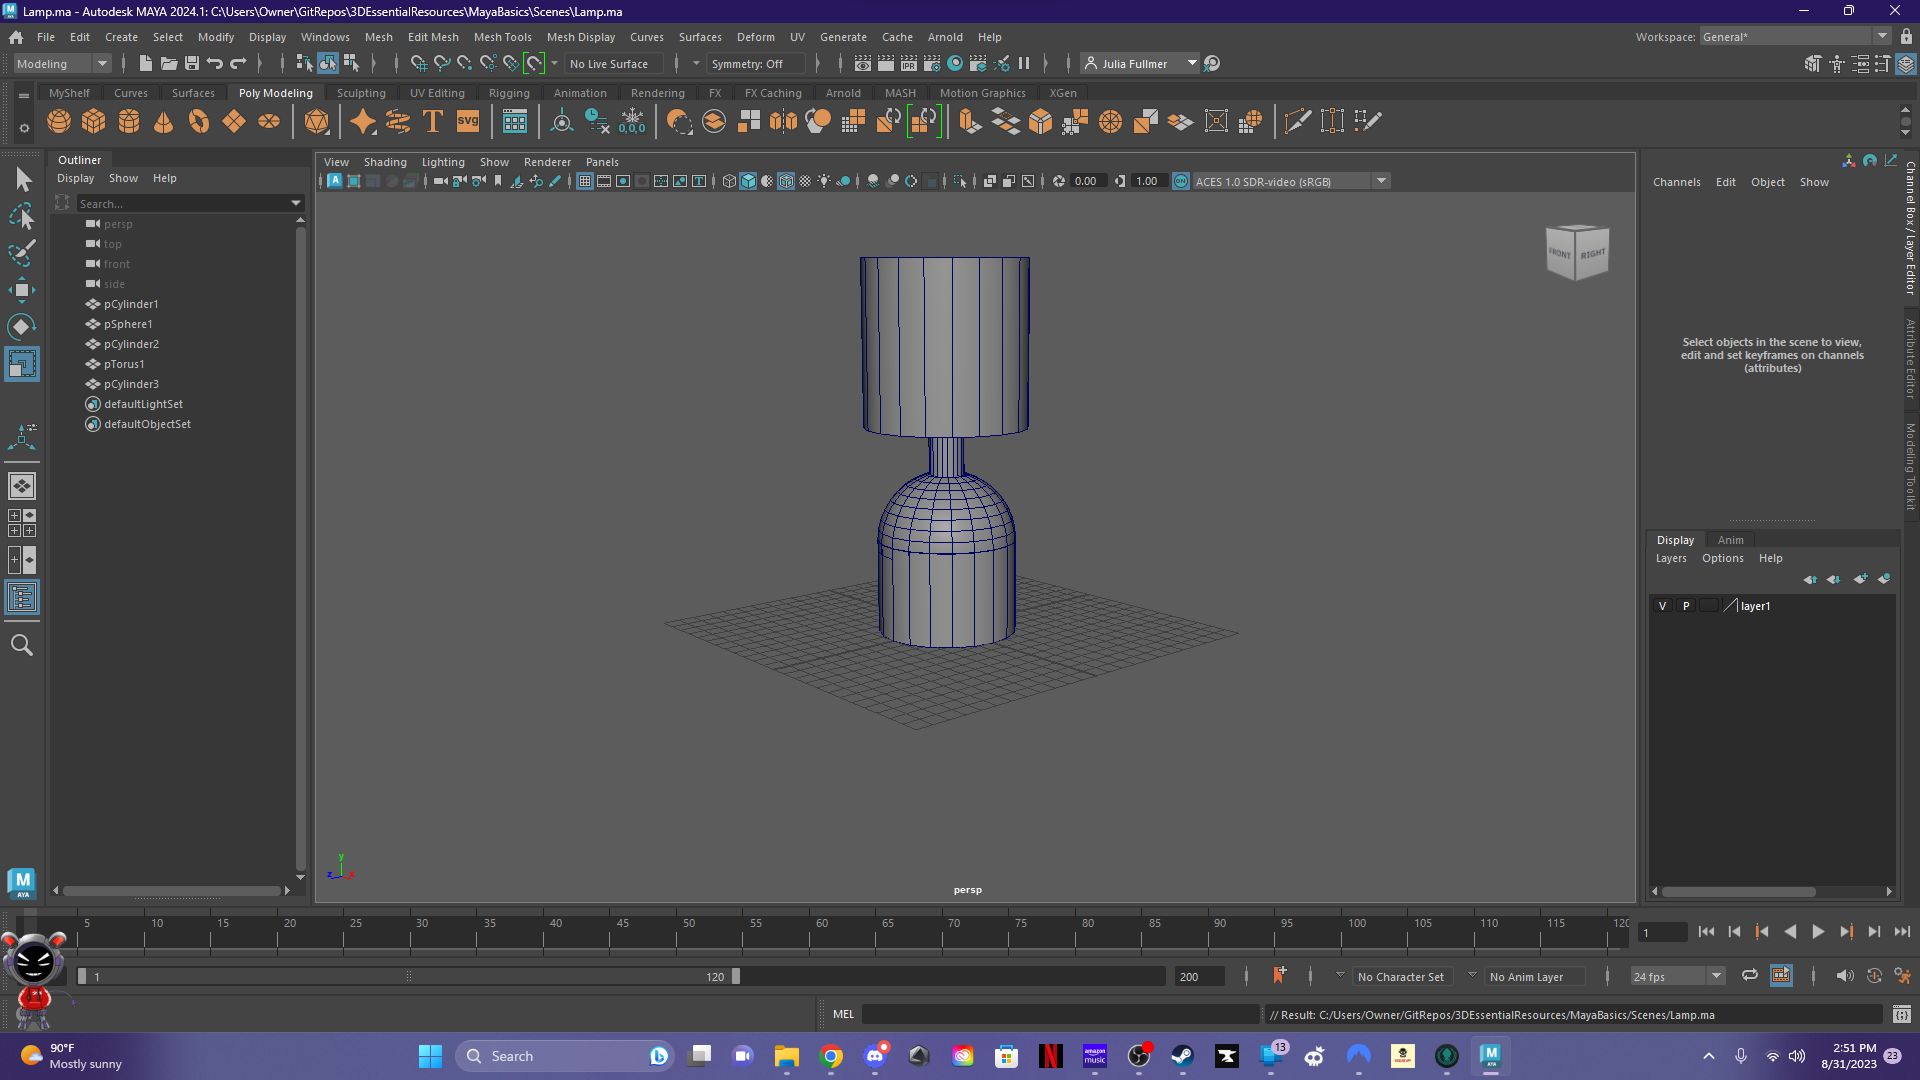 Lamp.ma - Autodesk MAYA 2024.1: C:\Users\Owner\GitRepos\3DEssentialResources\MayaBasics\Scenes\Lamp.ma
File Edit Create Select Modify Display Windows Mesh Edit Mesh Mesh Tools Mesh Display Curves Surfaces Deform UV Generate Cache Arnold Help
Workspace: General*
Modeling
No Live Surface
Symmetry: Off
Julia Fullmer
MyShelf Curves Surfaces Poly Modeling Sculpting UV Editing Rigging Animation Rendering FX FX Caching Arnold MASH Motion Graphics XGen
T svg 0,0,0
Outliner
Display Show Help
Search...
persp
top
front
side
pCylinder1
pSphere1
pCylinder2
pTorus1
pCylinder3
defaultLightSet
defaultObjectSet
View Shading Lighting Show Renderer Panels
0.00
1.00
ACES 1.0 SDR-video (sRGB)
FRONT RIGHT
y
z
x
persp
Channels Edit Object Show
Select objects in the scene to view,
edit and set keyframes on channels
(attributes)
Channel Box / Layer Editor
Attribute Editor
Modeling Toolkit
Display Anim
Layers Options Help
V P layer1
M
AYA
5 10 15 20 25 30 35 40 45 50 55 60 65 70 75 80 85 90 95 100 105 110 115 120
1
1
120
200
No Character Set
No Anim Layer
24 fps
MEL
// Result: C:/Users/Owner/GitRepos/3DEssentialResources/MayaBasics/Scenes/Lamp.ma
90°F
Mostly sunny
Search
amazon
music
13
M
AYA
2:51 PM
8/31/2023
23